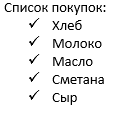 Список покупок:
✓ Хлеб
✓ Молоко
✓ Масло
✓ Сметана
✓ Сыр